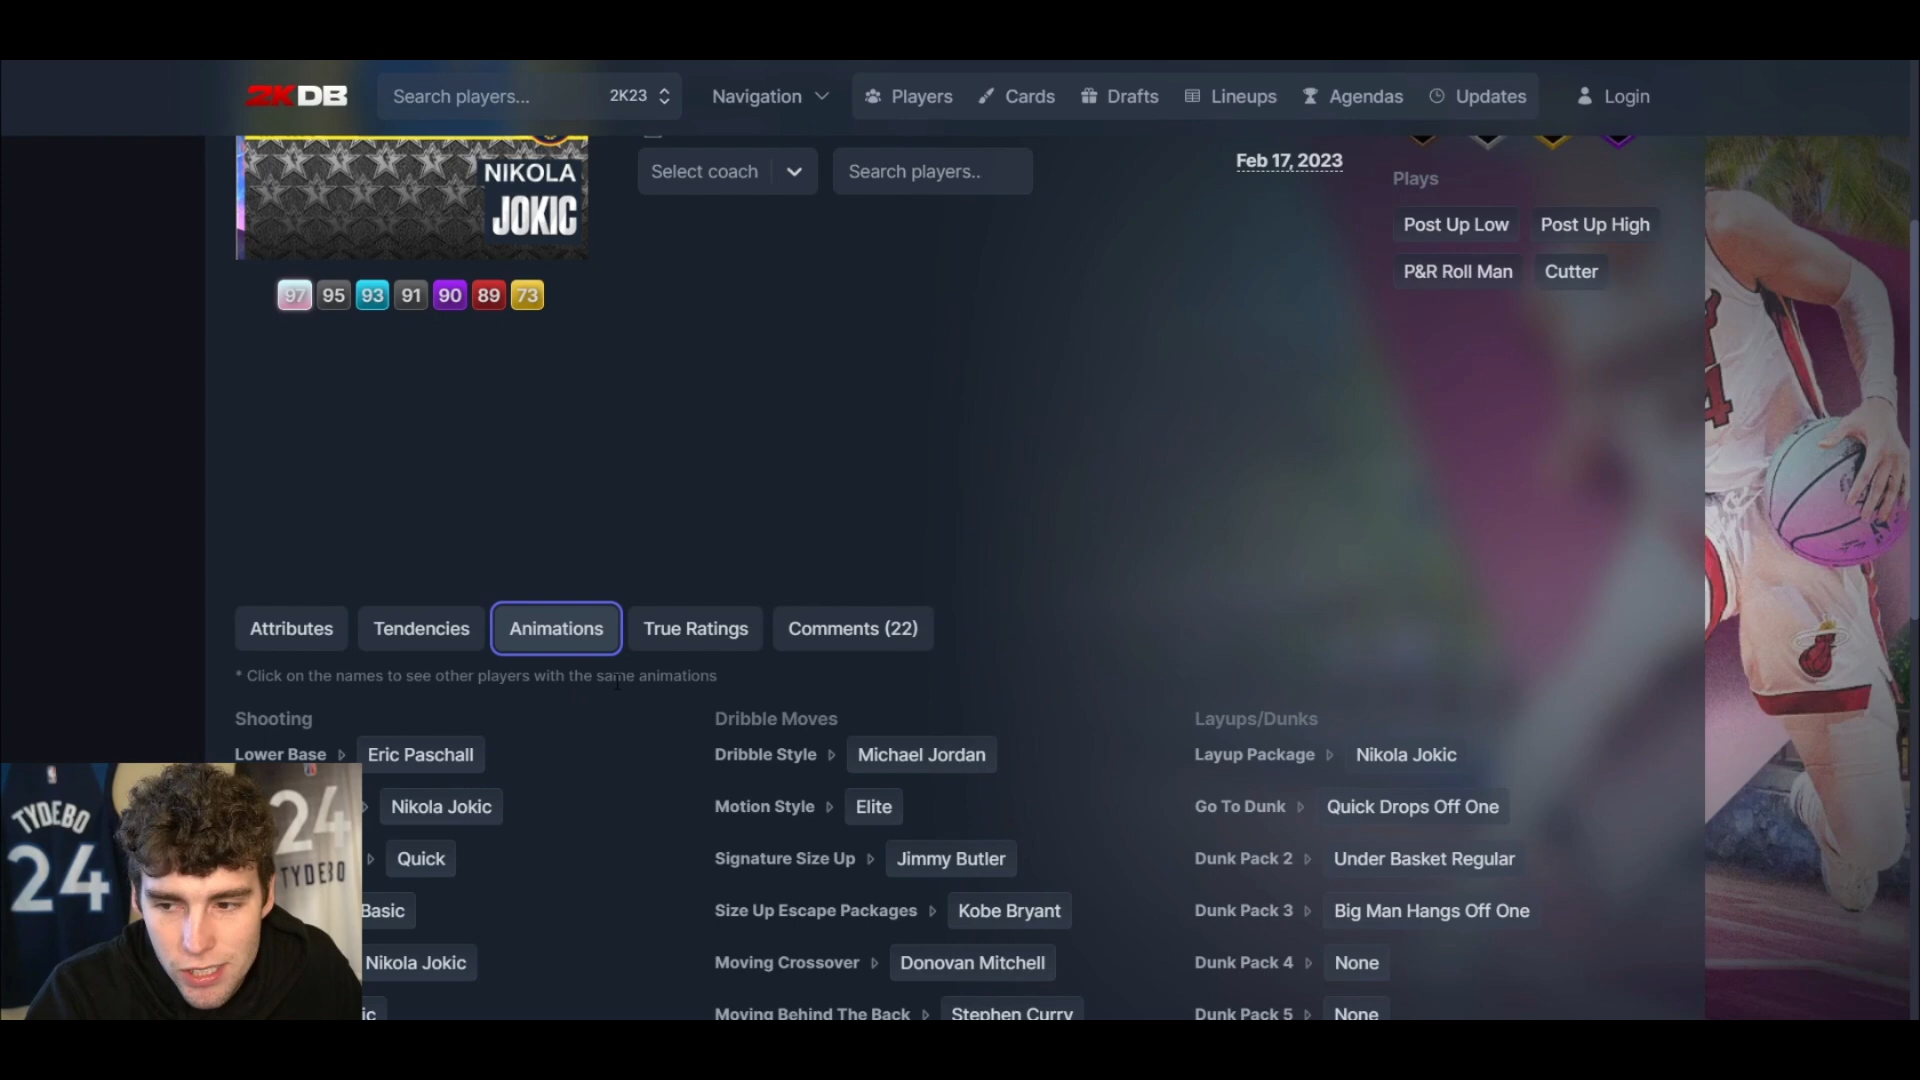 2KDB Search players... 2K23 Navigation Players Cards Drafts Lineups Agendas Updates Login
NIKOLA
JOKIC
Select coach Search players..
Feb 17, 2023
Plays
Post Up Low Post Up High
P&R Roll Man Cutter
97 95 93 91 90 89 73
Attributes Tendencies Animations True Ratings Comments (22)
* Click on the names to see other players with the same animations
Shooting
Lower Base Eric Paschall
Nikola Jokic
Quick
Basic
Nikola Jokic
ic
Dribble Moves
Dribble Style Michael Jordan
Motion Style Elite
Signature Size Up Jimmy Butler
Size Up Escape Packages Kobe Bryant
Moving Crossover Donovan Mitchell
Moving Behind The Back Stephen Curry
Layups/Dunks
Layup Package Nikola Jokic
Go To Dunk Quick Drops Off One
Dunk Pack 2 Under Basket Regular
Dunk Pack 3 Big Man Hangs Off One
Dunk Pack 4 None
Dunk Pack 5 None
TYDEBO
24
24
TYDEBO